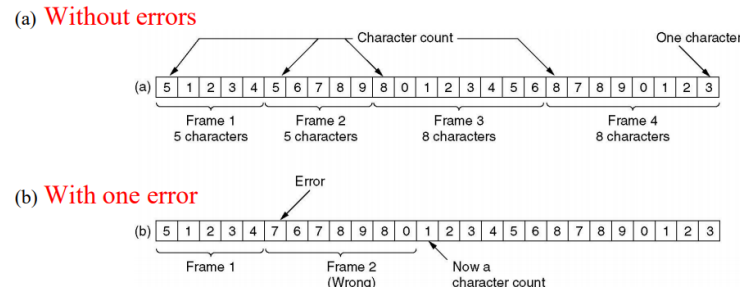 (a) Without errors
Character count
One character
(a) 5 1 2 3 4 5 6 7 8 9 8 0 1 2 3 4 5 6 8 7 8 9 0 1 2 3
Frame 1 Frame 2 Frame 3 Frame 4
5 characters 5 characters 8 characters 8 characters
(b) With one error
Error
(b) 5 1 2 3 4 7 6 7 8 9 8 0 1 2 3 4 5 6 8 7 8 9 0 1 2 3
Frame 1 Frame 2 Now a
(Wrong) character count